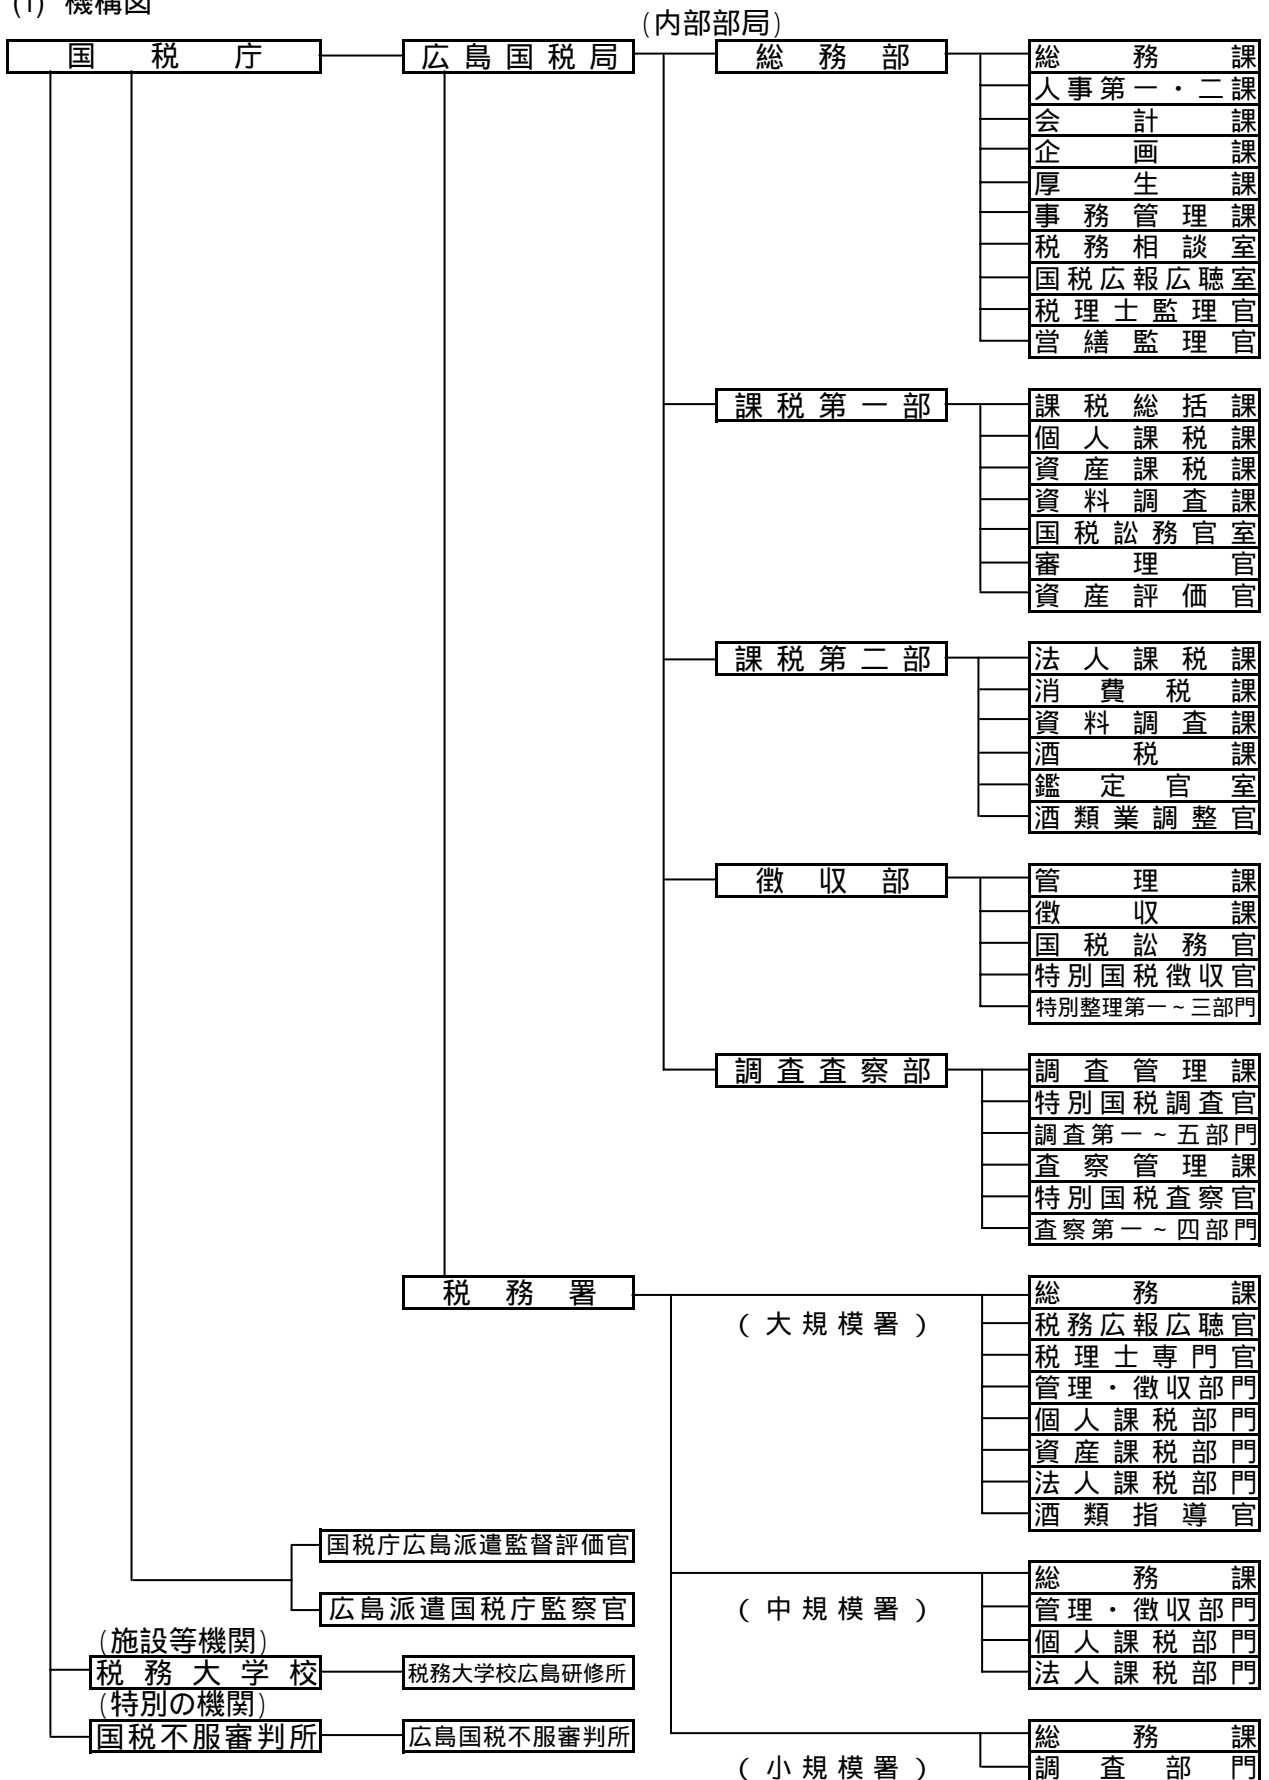 (1) 機構図
(内部部局)
国税庁
広島国税局
総務部
総務課
人事第一・二課
会計課
企画課
厚生課
事務管理課
税務相談室
国税広報広聴室
税理士監理官
営繕監理官
課税第一部
課税総括課
個人課税課
資産課税課
資料調査課
国税訟務官室
審理官
資産評価官
課税第二部
法人課税課
消費税課
資料調査課
酒税課
鑑定官室
酒類業調整官
徴収部
管理課
徴収課
国税訟務官
特別国税徴収官
特別整理第一~三部門
調査査察部
調査管理課
特別国税調査官
調査第一~五部門
査察管理課
特別国税査察官
査察第一~四部門
税務署
(大規模署)
総務課
税務広報広聴官
税理士専門官
管理・徴収部門
個人課税部門
資産課税部門
法人課税部門
酒類指導官
国税庁広島派遣監督評価官
広島派遣国税庁監察官
(中規模署)
総務課
管理・徴収部門
個人課税部門
法人課税部門
(施設等機関)
税務大学校
税務大学校広島研修所
(特別の機関)
国税不服審判所
広島国税不服審判所
(小規模署)
総務課
調査部門